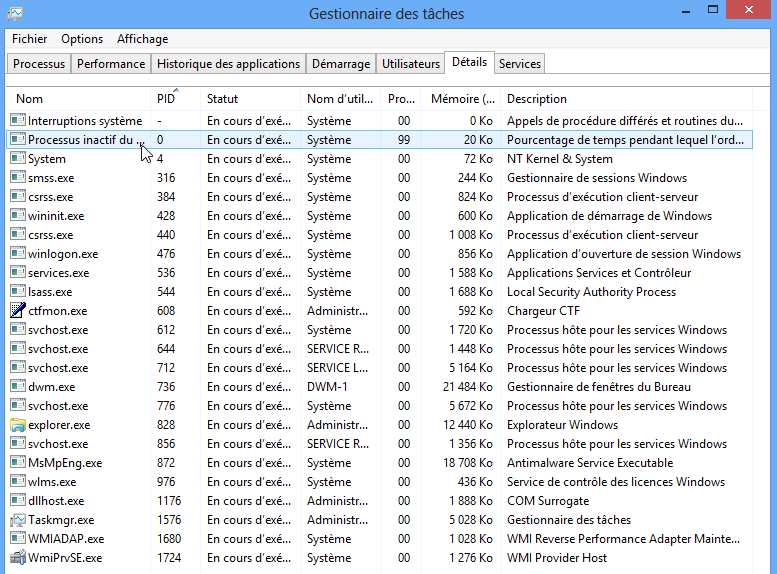 Gestionnaire des tâches
Fichier Options Affichage
Processus Performance Historique des applications Démarrage Utilisateurs Détails Services
Nom PID Statut Nom d'util... Pro... Mémoire (... Description
Interruptions système - En cours d'exé... Système 00 0 Ko Appels de procédure différés et routines du...
Processus inactif du ... 0 En cours d'exé... Système 99 20 Ko Pourcentage de temps pendant lequel l'ord...
System 4 En cours d'exé... Système 00 72 Ko NT Kernel & System
smss.exe 316 En cours d'exé... Système 00 244 Ko Gestionnaire de sessions Windows
csrss.exe 384 En cours d'exé... Système 00 824 Ko Processus d'exécution client-serveur
wininit.exe 428 En cours d'exé... Système 00 600 Ko Application de démarrage de Windows
csrss.exe 440 En cours d'exé... Système 00 1 008 Ko Processus d'exécution client-serveur
winlogon.exe 476 En cours d'exé... Système 00 856 Ko Application d'ouverture de session Windows
services.exe 536 En cours d'exé... Système 00 1 588 Ko Applications Services et Contrôleur
lsass.exe 544 En cours d'exé... Système 00 1 688 Ko Local Security Authority Process
ctfmon.exe 608 En cours d'exé... Administr... 00 592 Ko Chargeur CTF
svchost.exe 612 En cours d'exé... Système 00 1 720 Ko Processus hôte pour les services Windows
svchost.exe 644 En cours d'exé... SERVICE R... 00 1 448 Ko Processus hôte pour les services Windows
svchost.exe 712 En cours d'exé... SERVICE L... 00 5 164 Ko Processus hôte pour les services Windows
dwm.exe 736 En cours d'exé... DWM-1 00 21 484 Ko Gestionnaire de fenêtres du Bureau
svchost.exe 776 En cours d'exé... Système 00 5 672 Ko Processus hôte pour les services Windows
explorer.exe 828 En cours d'exé... Administr... 00 12 440 Ko Explorateur Windows
svchost.exe 856 En cours d'exé... SERVICE R... 00 1 356 Ko Processus hôte pour les services Windows
MsMpEng.exe 872 En cours d'exé... Système 00 18 708 Ko Antimalware Service Executable
wlms.exe 976 En cours d'exé... Système 00 436 Ko Service de contrôle des licences Windows
dllhost.exe 1176 En cours d'exé... Administr... 00 1 888 Ko COM Surrogate
Taskmgr.exe 1576 En cours d'exé... Administr... 00 5 028 Ko Gestionnaire des tâches
WMIADAP.exe 1680 En cours d'exé... Système 00 1 104 Ko WMI Reverse Performance Adapter Mainte...
WmiPrvSE.exe 1724 En cours d'exé... Système 00 1 276 Ko WMI Provider Host